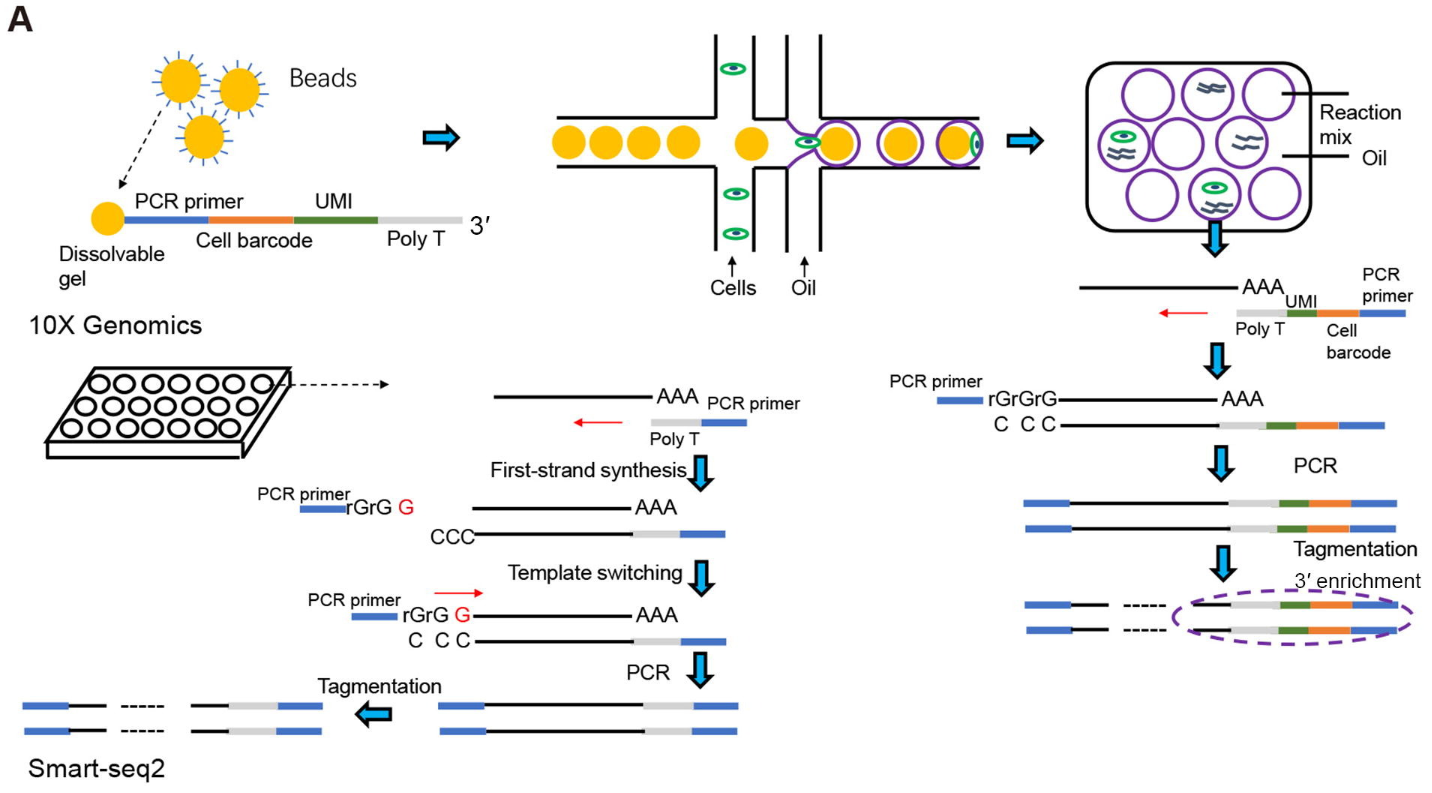 A
Beads
PCR primer
UMI
3′
Cell barcode
Poly T
Dissolvable
gel
Cells
Oil
Reaction
mix
Oil
10X Genomics
AAA
UMI
PCR
primer
Poly T
Cell
barcode
PCR primer
rGrGrG
AAA
C C C
PCR
Tagmentation
3′ enrichment
AAA
PCR primer
Poly T
First-strand synthesis
PCR primer
rGrG G
AAA
CCC
Template switching
PCR primer
rGrG G
AAA
C C C
PCR
Tagmentation
Smart-seq2